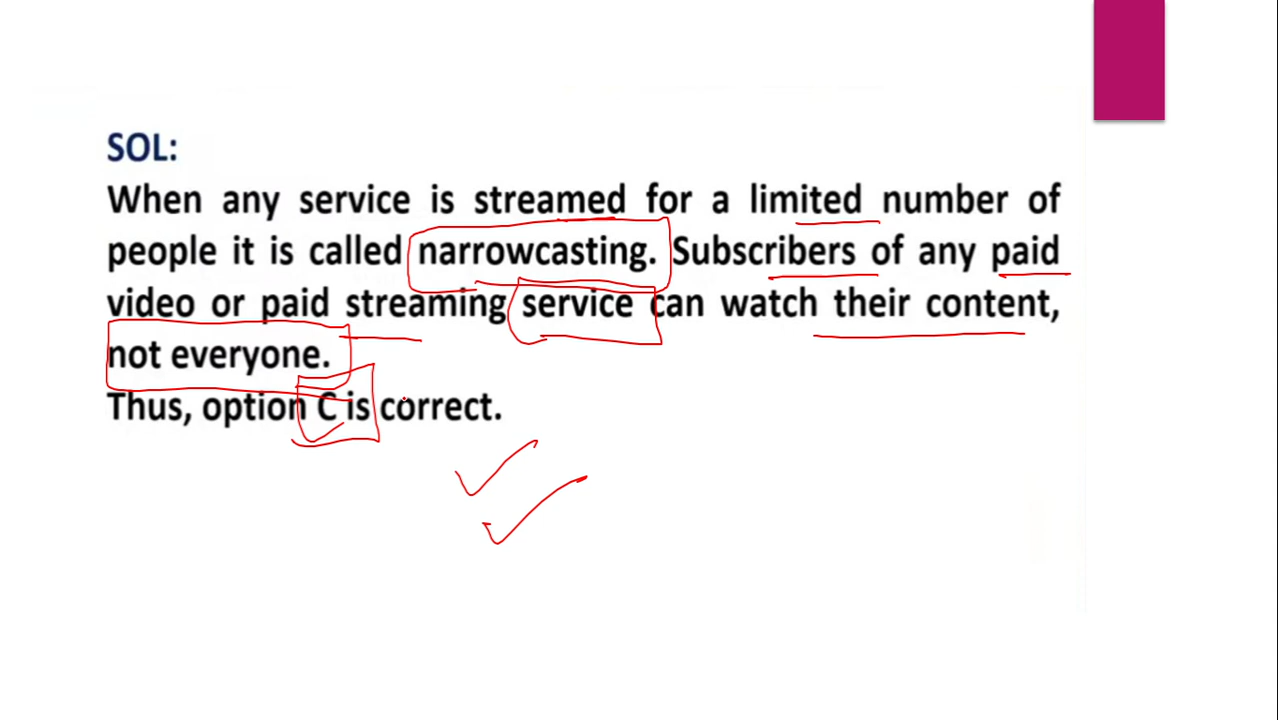 SOL:
When any service is streamed for a limited number of
people it is called narrowcasting. Subscribers of any paid
video or paid streaming service can watch their content,
not everyone.
Thus, option C is correct.